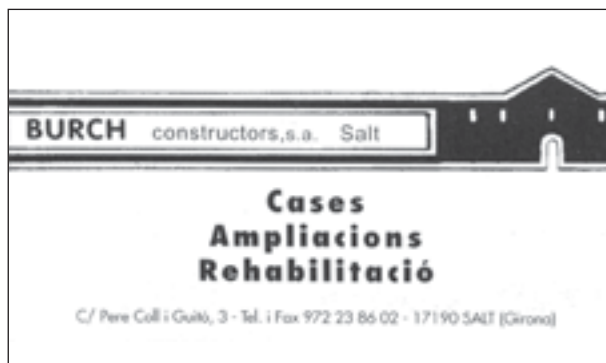 BURCH constructors,s.a. Salt
Cases
Ampliacions
Rehabilitació
C/ Pere Coll i Guitó, 3 - Tel. i Fax 972 23 86 02 - 17190 SALT (Girona)